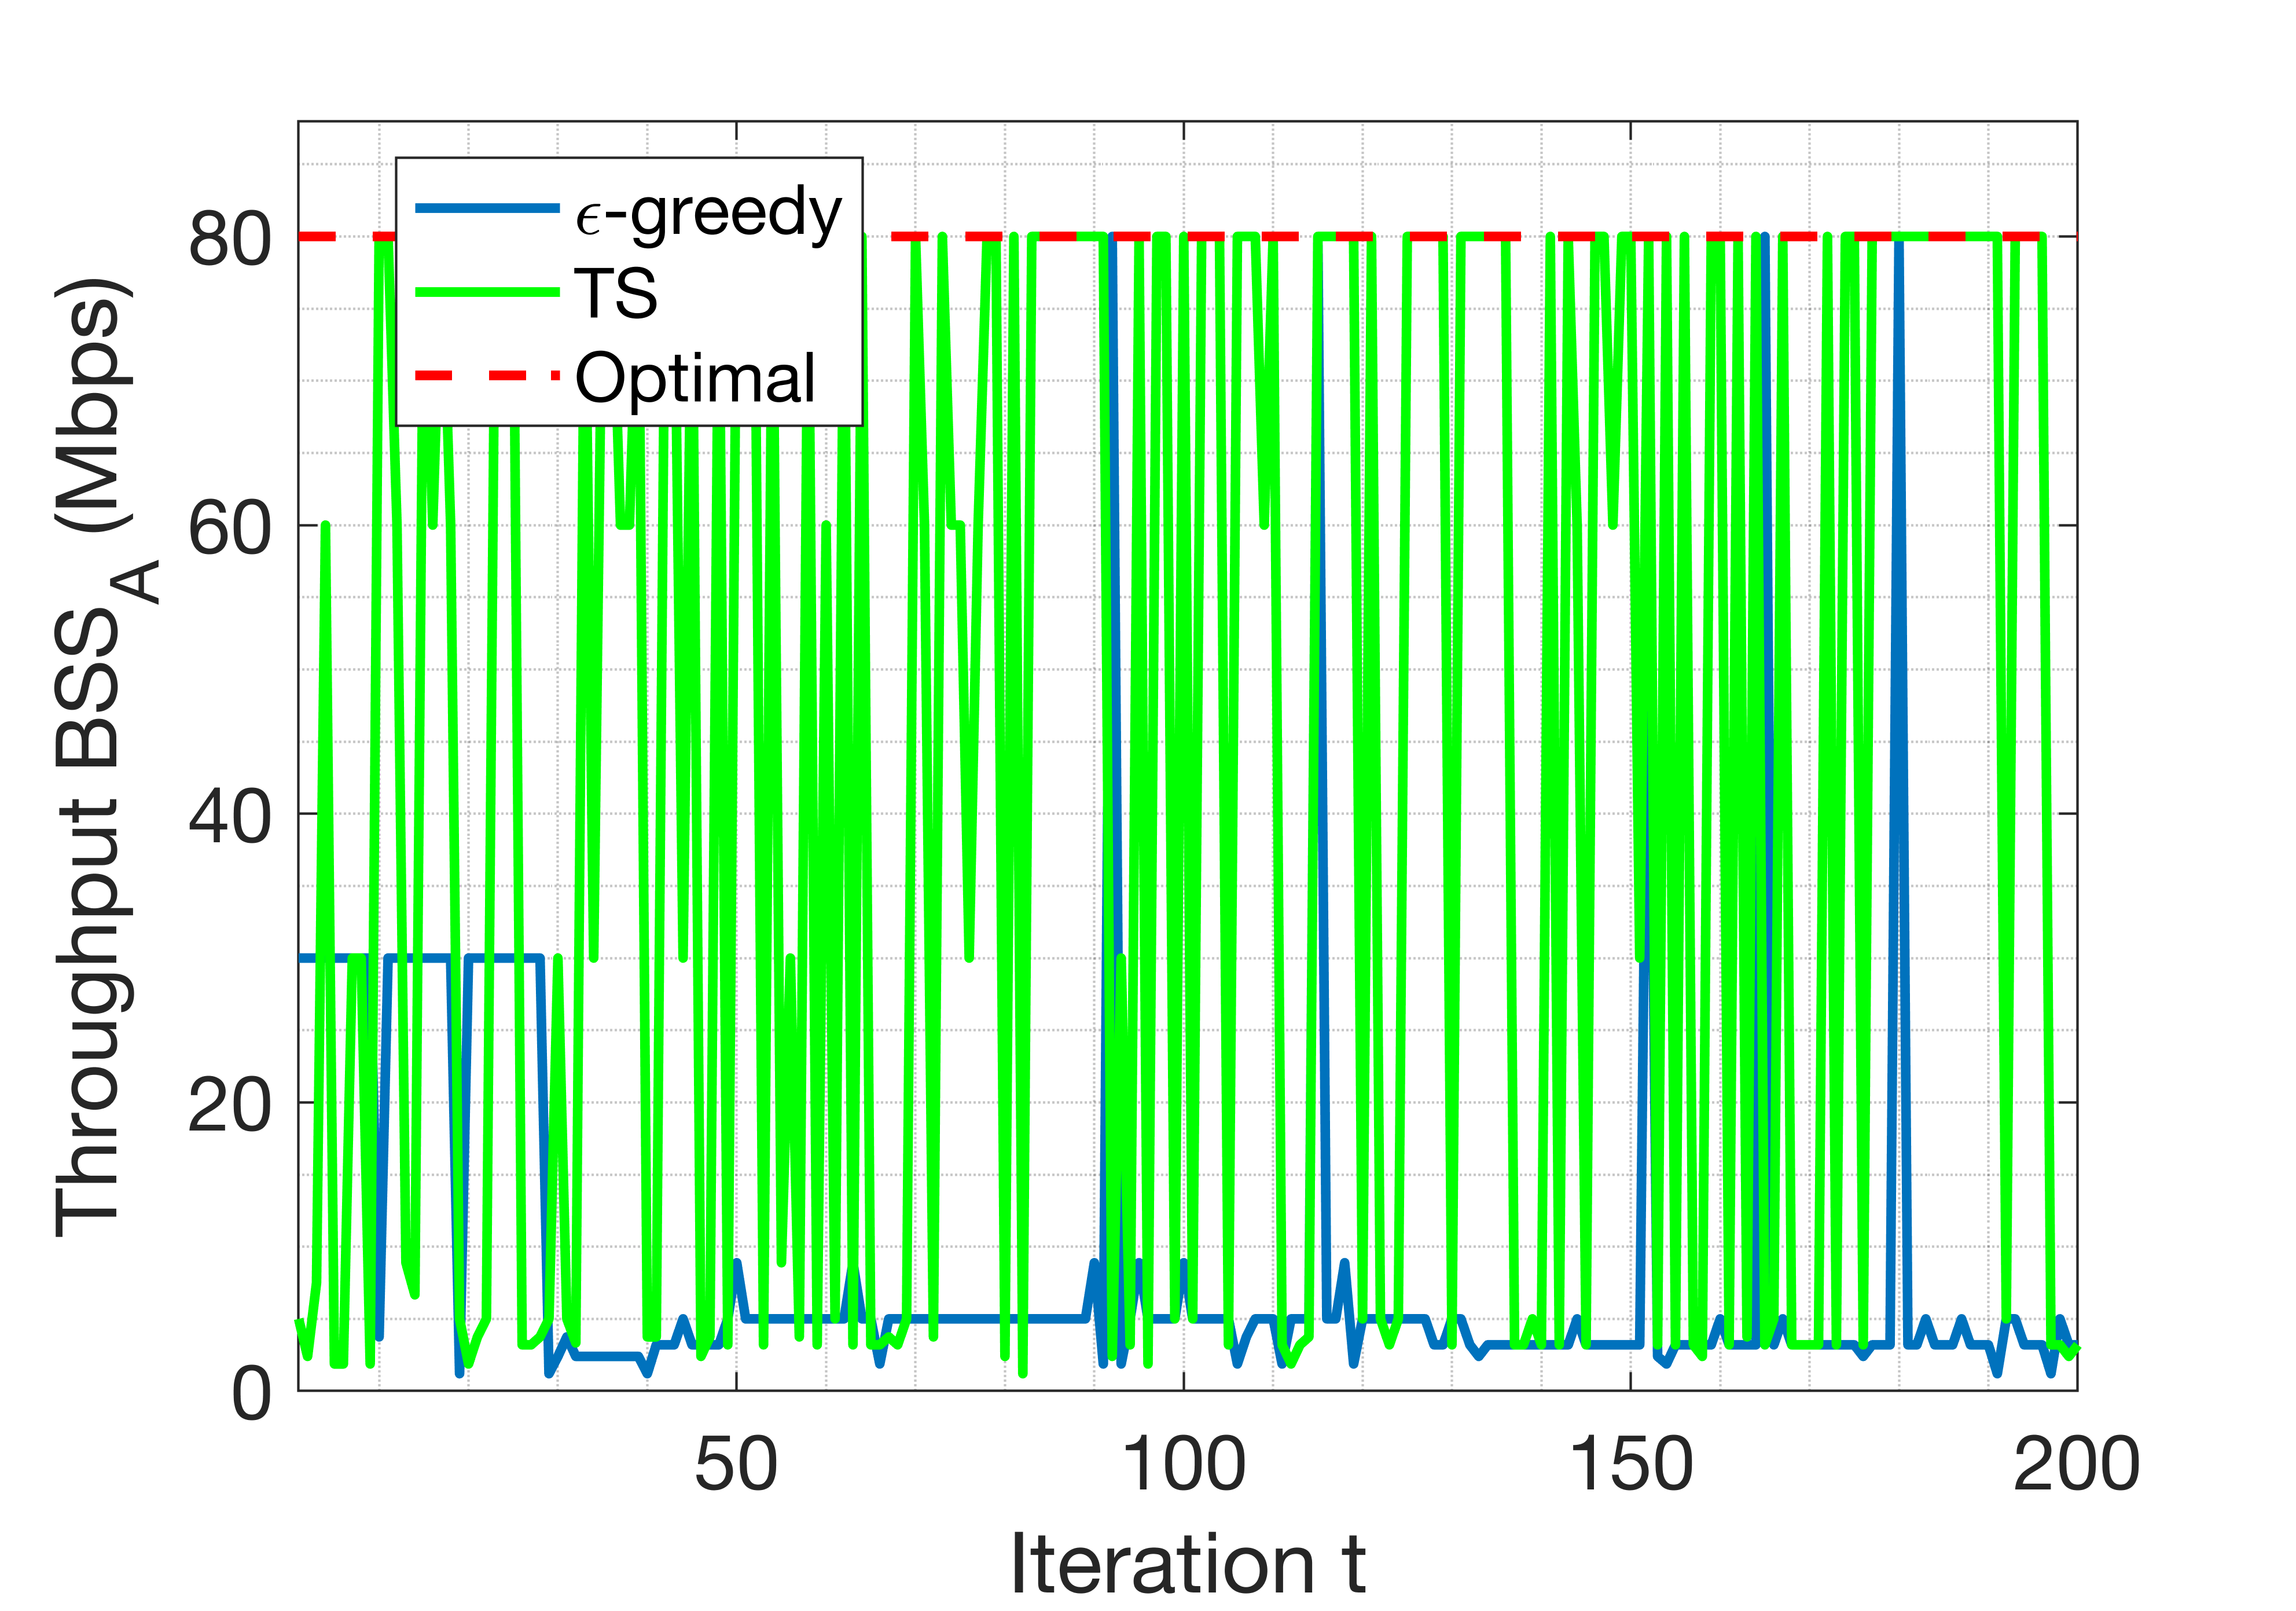 ϵ-greedy
TS
Optimal
Throughput BSS_A (Mbps)
80
60
40
20
0
50 100 150 200
Iteration t